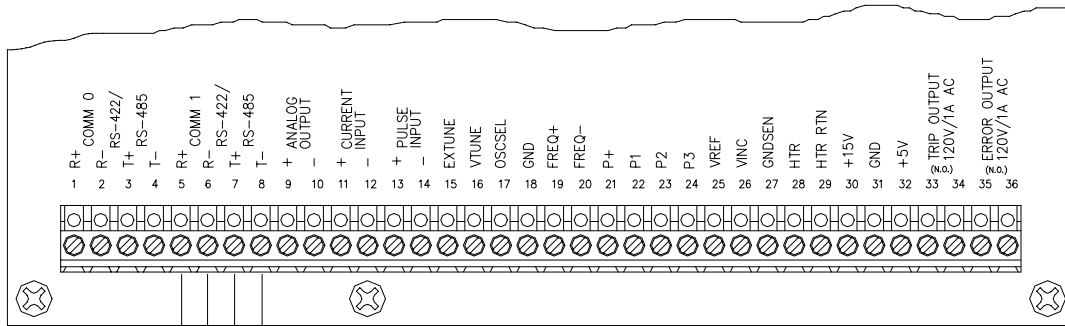 R+
R-
T+
T-
COMM 0
RS-422/
RS-485
R+
R-
T+
T-
COMM 1
RS-422/
RS-485
+ ANALOG
- OUTPUT
+ CURRENT
- INPUT
+ PULSE
- INPUT
EXTUNE
VTUNE
OSCSEL
GND
FREQ+
FREQ-
P+
P1
P2
P3
VREF
VINC
GNDSEN
HTR
HTR RTN
+15V
GND
+5V
TRIP OUTPUT
(N.O.) 120V/1A AC
ERROR OUTPUT
(N.O.) 120V/1A AC
1 2 3 4 5 6 7 8 9 10 11 12 13 14 15 16 17 18 19 20 21 22 23 24 25 26 27 28 29 30 31 32 33 34 35 36